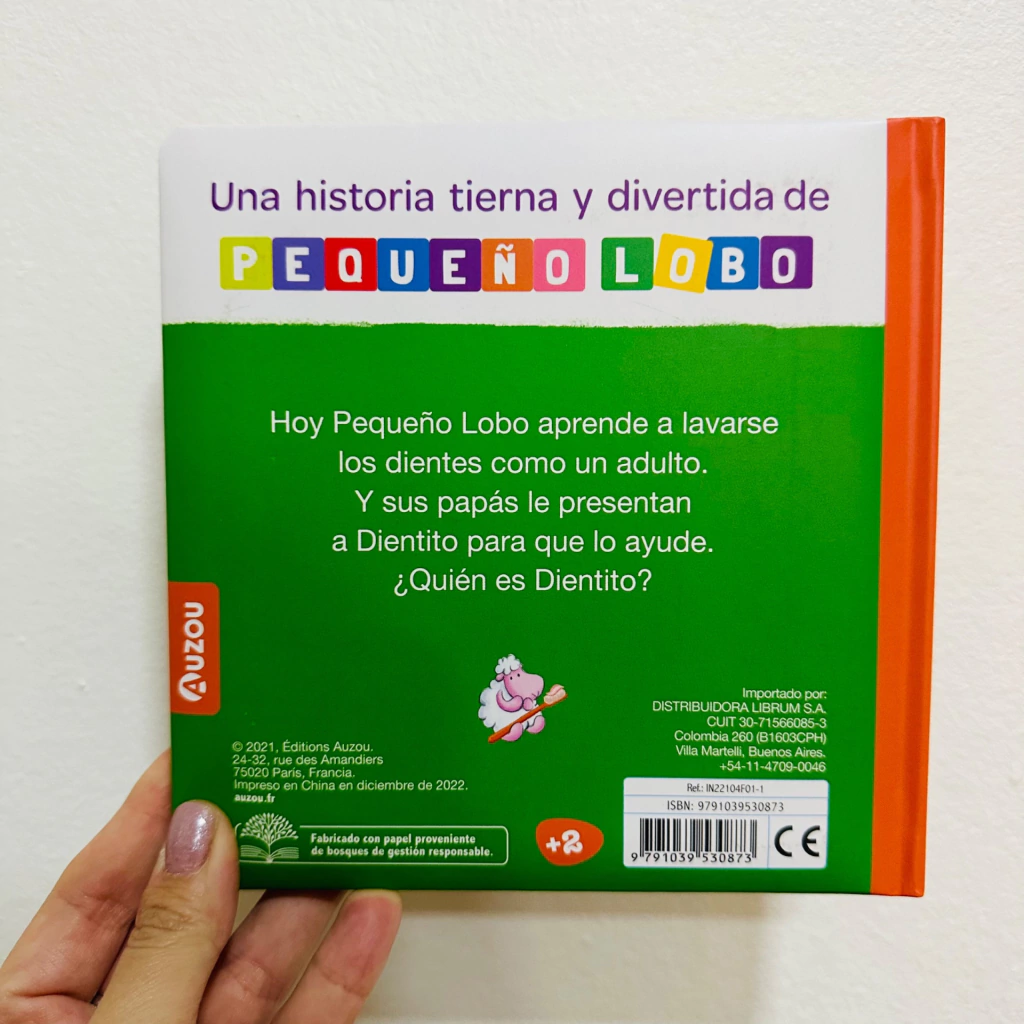 Una historia tierna y divertida de
PEQUEÑO LOBO
Hoy Pequeño Lobo aprende a lavarse
los dientes como un adulto.
Y sus papás le presentan
a Dientito para que lo ayude.
¿Quién es Dientito?
AUZOU
© 2021, Éditions Auzou.
24-32, rue des Amandiers
75020 París, Francia.
Impreso en China en diciembre de 2022.
auzou.fr
Fabricado con papel proveniente
de bosques de gestión responsable.
+2
Importado por:
DISTRIBUIDORA LIBRUM S.A.
CUIT 30-71566085-3
Colombia 260 (B1603CPH)
Villa Martelli, Buenos Aires.
+54-11-4709-0046
Ref.: IN22104F01-1
ISBN: 9791039530873
9 791039 530873
CE